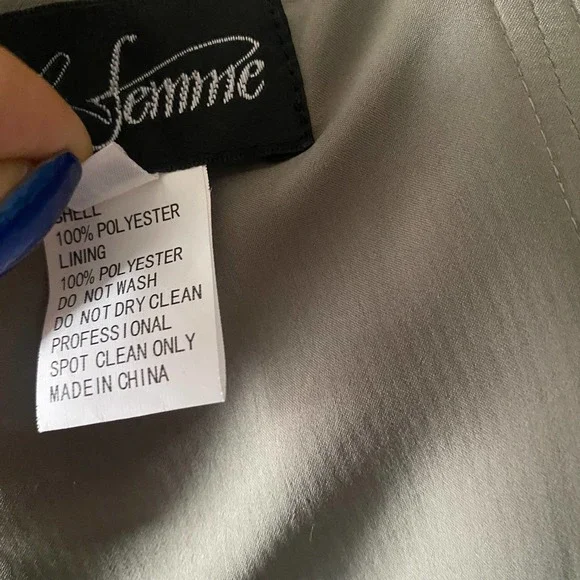 femme
SHELL
100% POLYESTER
LINING
100% POLYESTER
DO NOT WASH
DO NOT DRY CLEAN
PROFESSIONAL
SPOT CLEAN ONLY
MADE IN CHINA